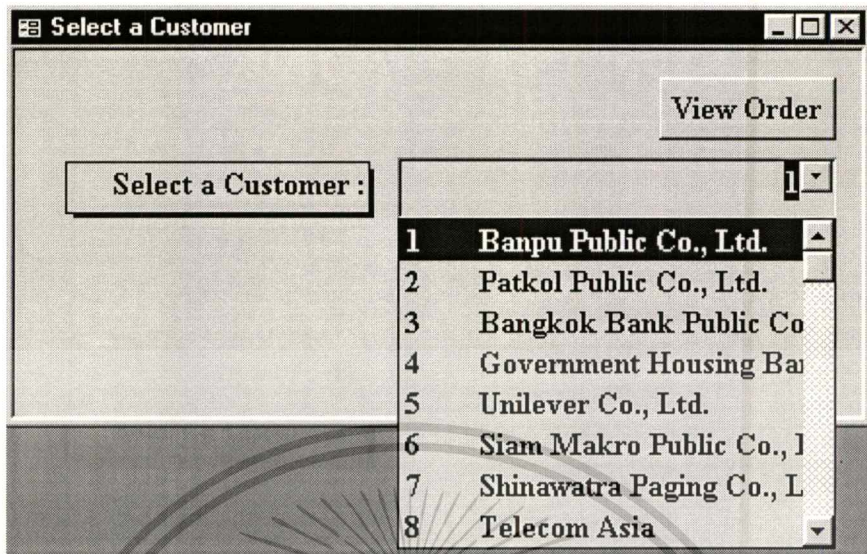 Select a Customer
View Order
Select a Customer :
1
1 Banpu Public Co., Ltd.
2 Patkol Public Co., Ltd.
3 Bangkok Bank Public Co
4 Government Housing Ban
5 Unilever Co., Ltd.
6 Siam Makro Public Co., L
7 Shinawatra Paging Co., L
8 Telecom Asia